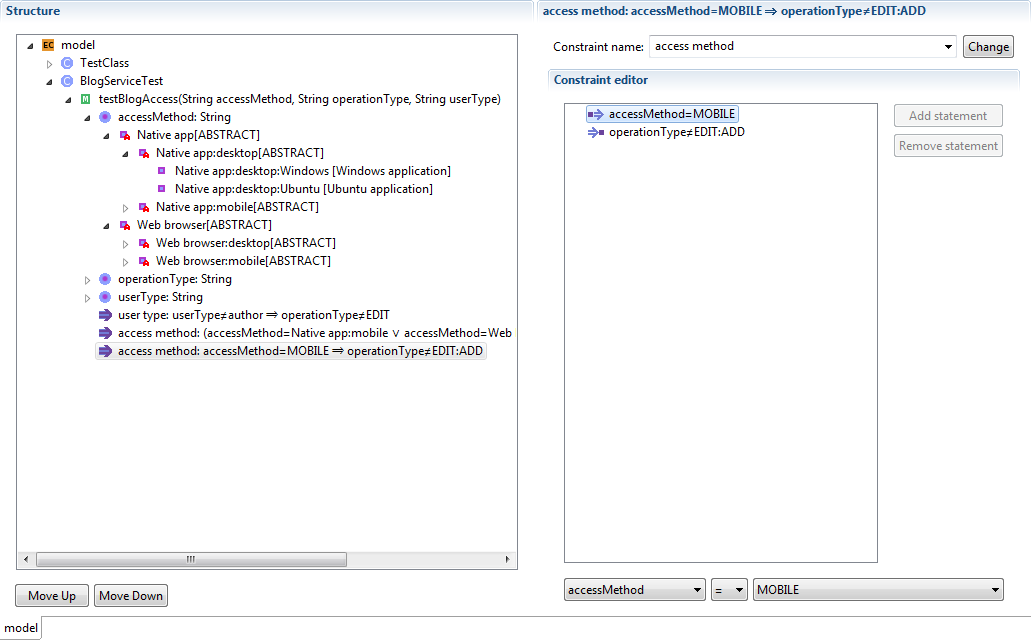 Structure
EC model
C TestClass
C BlogServiceTest
M testBlogAccess(String accessMethod, String operationType, String userType)
accessMethod: String
Native app[ABSTRACT]
Native app:desktop[ABSTRACT]
Native app:desktop:Windows [Windows application]
Native app:desktop:Ubuntu [Ubuntu application]
Native app:mobile[ABSTRACT]
Web browser[ABSTRACT]
Web browser:desktop[ABSTRACT]
Web browser:mobile[ABSTRACT]
operationType: String
userType: String
user type: userType≠author ⇒ operationType≠EDIT
access method: (accessMethod=Native app:mobile ∨ accessMethod=Web
access method: accessMethod=MOBILE ⇒ operationType≠EDIT:ADD
Move Up Move Down
model
access method: accessMethod=MOBILE ⇒ operationType≠EDIT:ADD
Constraint name: access method Change
Constraint editor
accessMethod=MOBILE
operationType≠EDIT:ADD
Add statement
Remove statement
accessMethod = MOBILE